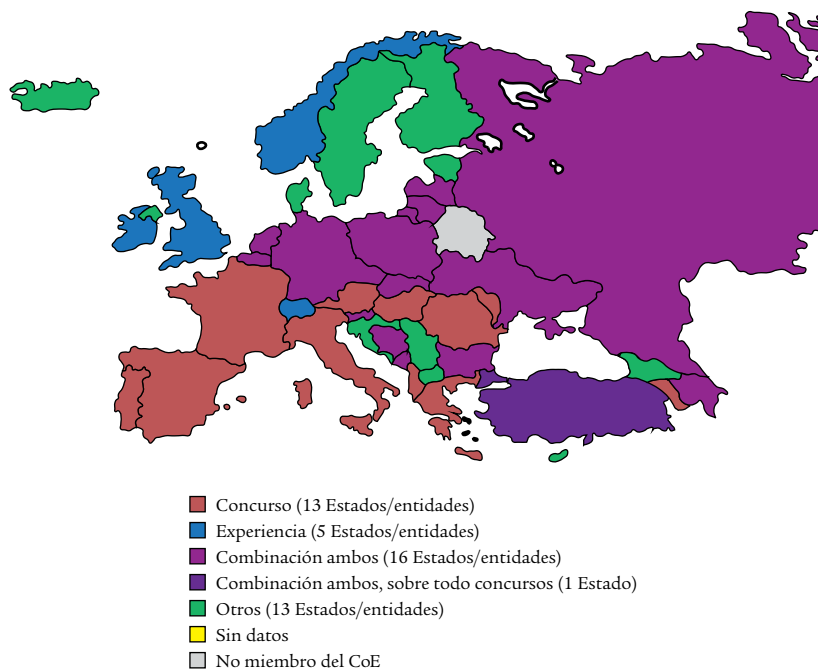 Concurso (13 Estados/entidades)
Experiencia (5 Estados/entidades)
Combinación ambos (16 Estados/entidades)
Combinación ambos, sobre todo concursos (1 Estado)
Otros (13 Estados/entidades)
Sin datos
No miembro del CoE